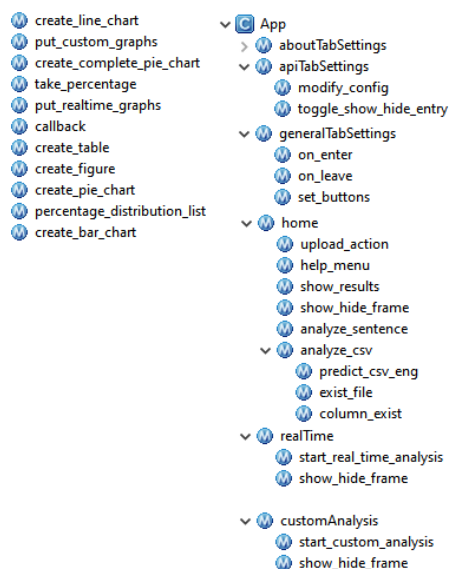 create_line_chart
put_custom_graphs
create_complete_pie_chart
take_percentage
put_realtime_graphs
callback
create_table
create_figure
create_pie_chart
percentage_distribution_list
create_bar_chart
C App
M aboutTabSettings
M apiTabSettings
M modify_config
M toggle_show_hide_entry
M generalTabSettings
M on_enter
M on_leave
M set_buttons
M home
M upload_action
M help_menu
M show_results
M show_hide_frame
M analyze_sentence
M analyze_csv
M predict_csv_eng
M exist_file
M column_exist
M realTime
M start_real_time_analysis
M show_hide_frame
M customAnalysis
M start_custom_analysis
M show_hide_frame